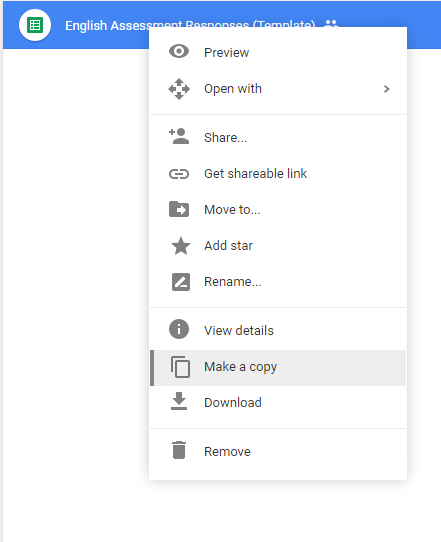 English Assessment Responses (Template)
Preview
Open with
Share...
Get shareable link
Move to...
Add star
Rename...
View details
Make a copy
Download
Remove